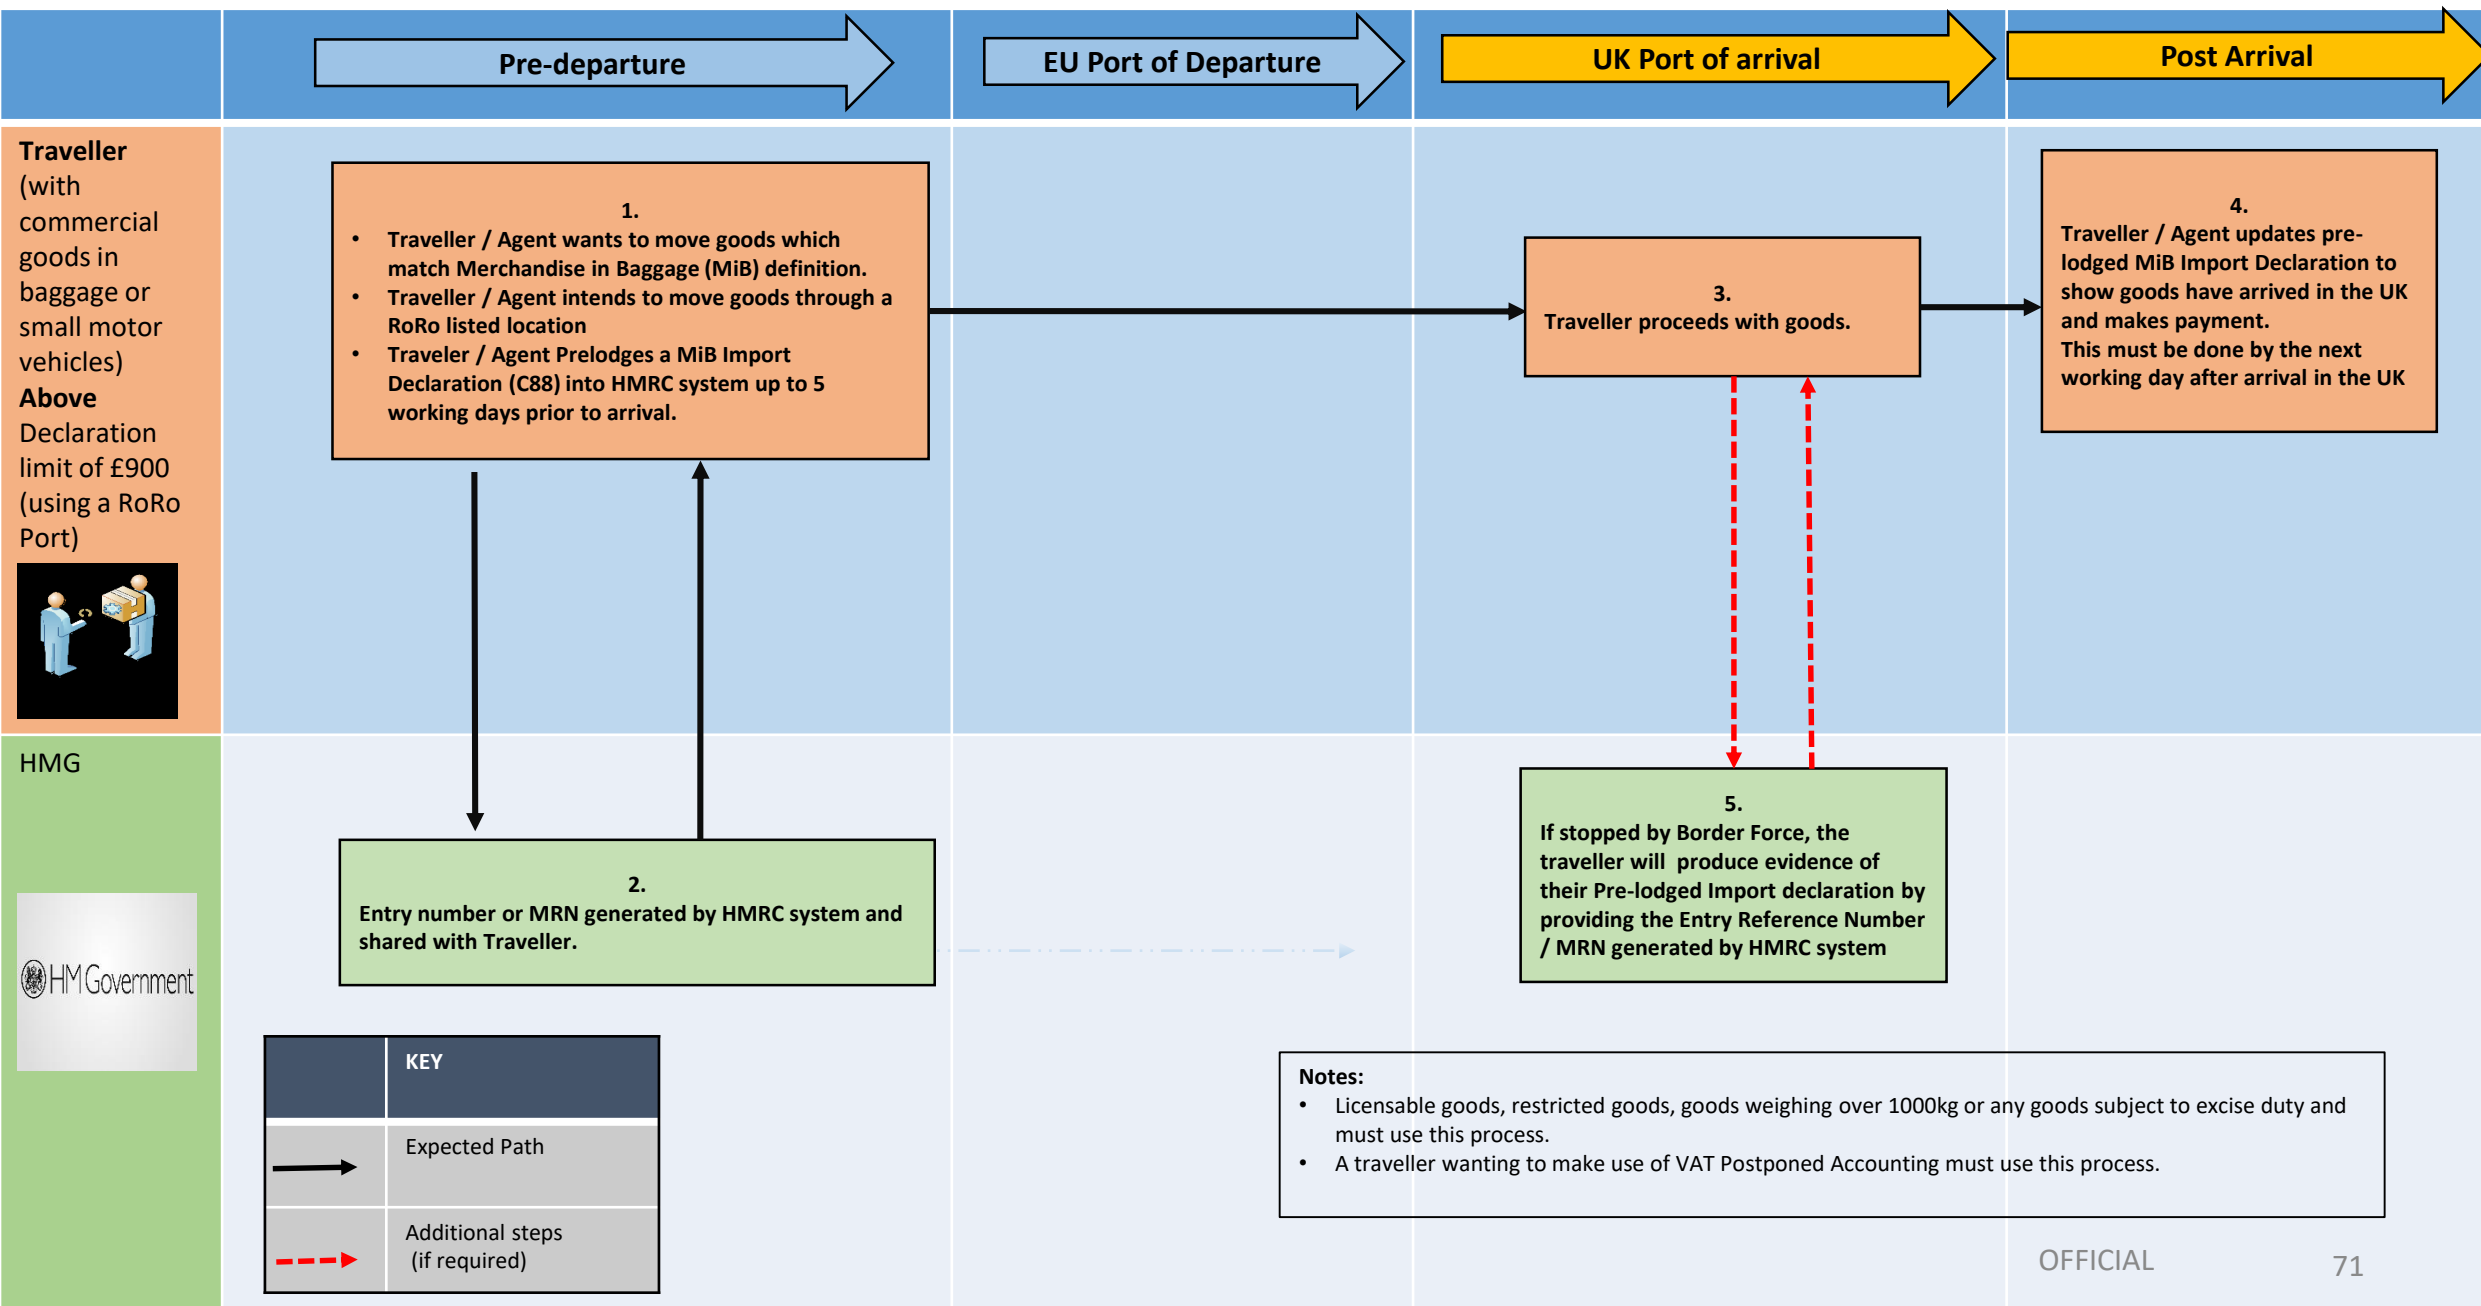 Pre-departure
EU Port of Departure
UK Port of arrival
Post Arrival
Traveller
(with
commercial
goods in
baggage or
small motor
vehicles)
Above
Declaration
limit of £900
(using a RoRo
Port)
1.
• Traveller / Agent wants to move goods which
match Merchandise in Baggage (MiB) definition.
• Traveller / Agent intends to move goods through a
RoRo listed location
• Traveler / Agent Prelodges a MiB Import
Declaration (C88) into HMRC system up to 5
working days prior to arrival.
3.
Traveller proceeds with goods.
4.
Traveller / Agent updates pre-
lodged MiB Import Declaration to
show goods have arrived in the UK
and makes payment.
This must be done by the next
working day after arrival in the UK
HMG
HM Government
2.
Entry number or MRN generated by HMRC system and
shared with Traveller.
5.
If stopped by Border Force, the
traveller will produce evidence of
their Pre-lodged Import declaration by
providing the Entry Reference Number
/ MRN generated by HMRC system
KEY
Expected Path
Additional steps
(if required)
Notes:
• Licensable goods, restricted goods, goods weighing over 1000kg or any goods subject to excise duty and
must use this process.
• A traveller wanting to make use of VAT Postponed Accounting must use this process.
OFFICIAL
71